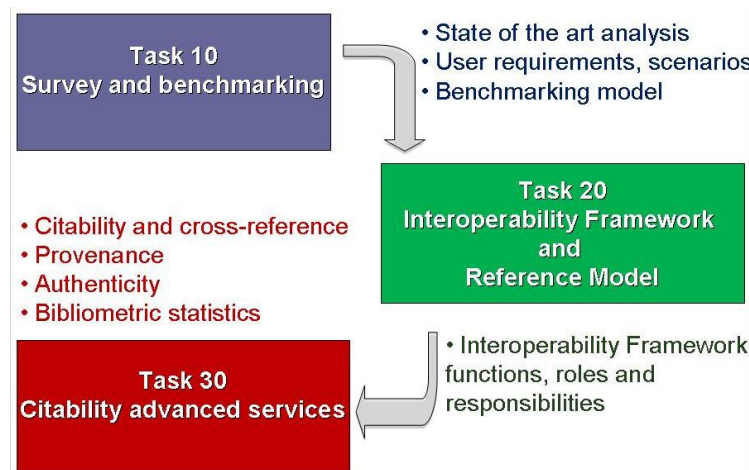 Task 10
Survey and benchmarking
• State of the art analysis
• User requirements, scenarios
• Benchmarking model
Task 20
Interoperability Framework
and
Reference Model
• Citability and cross-reference
• Provenance
• Authenticity
• Bibliometric statistics
• Interoperability Framework
functions, roles and
responsibilities
Task 30
Citability advanced services